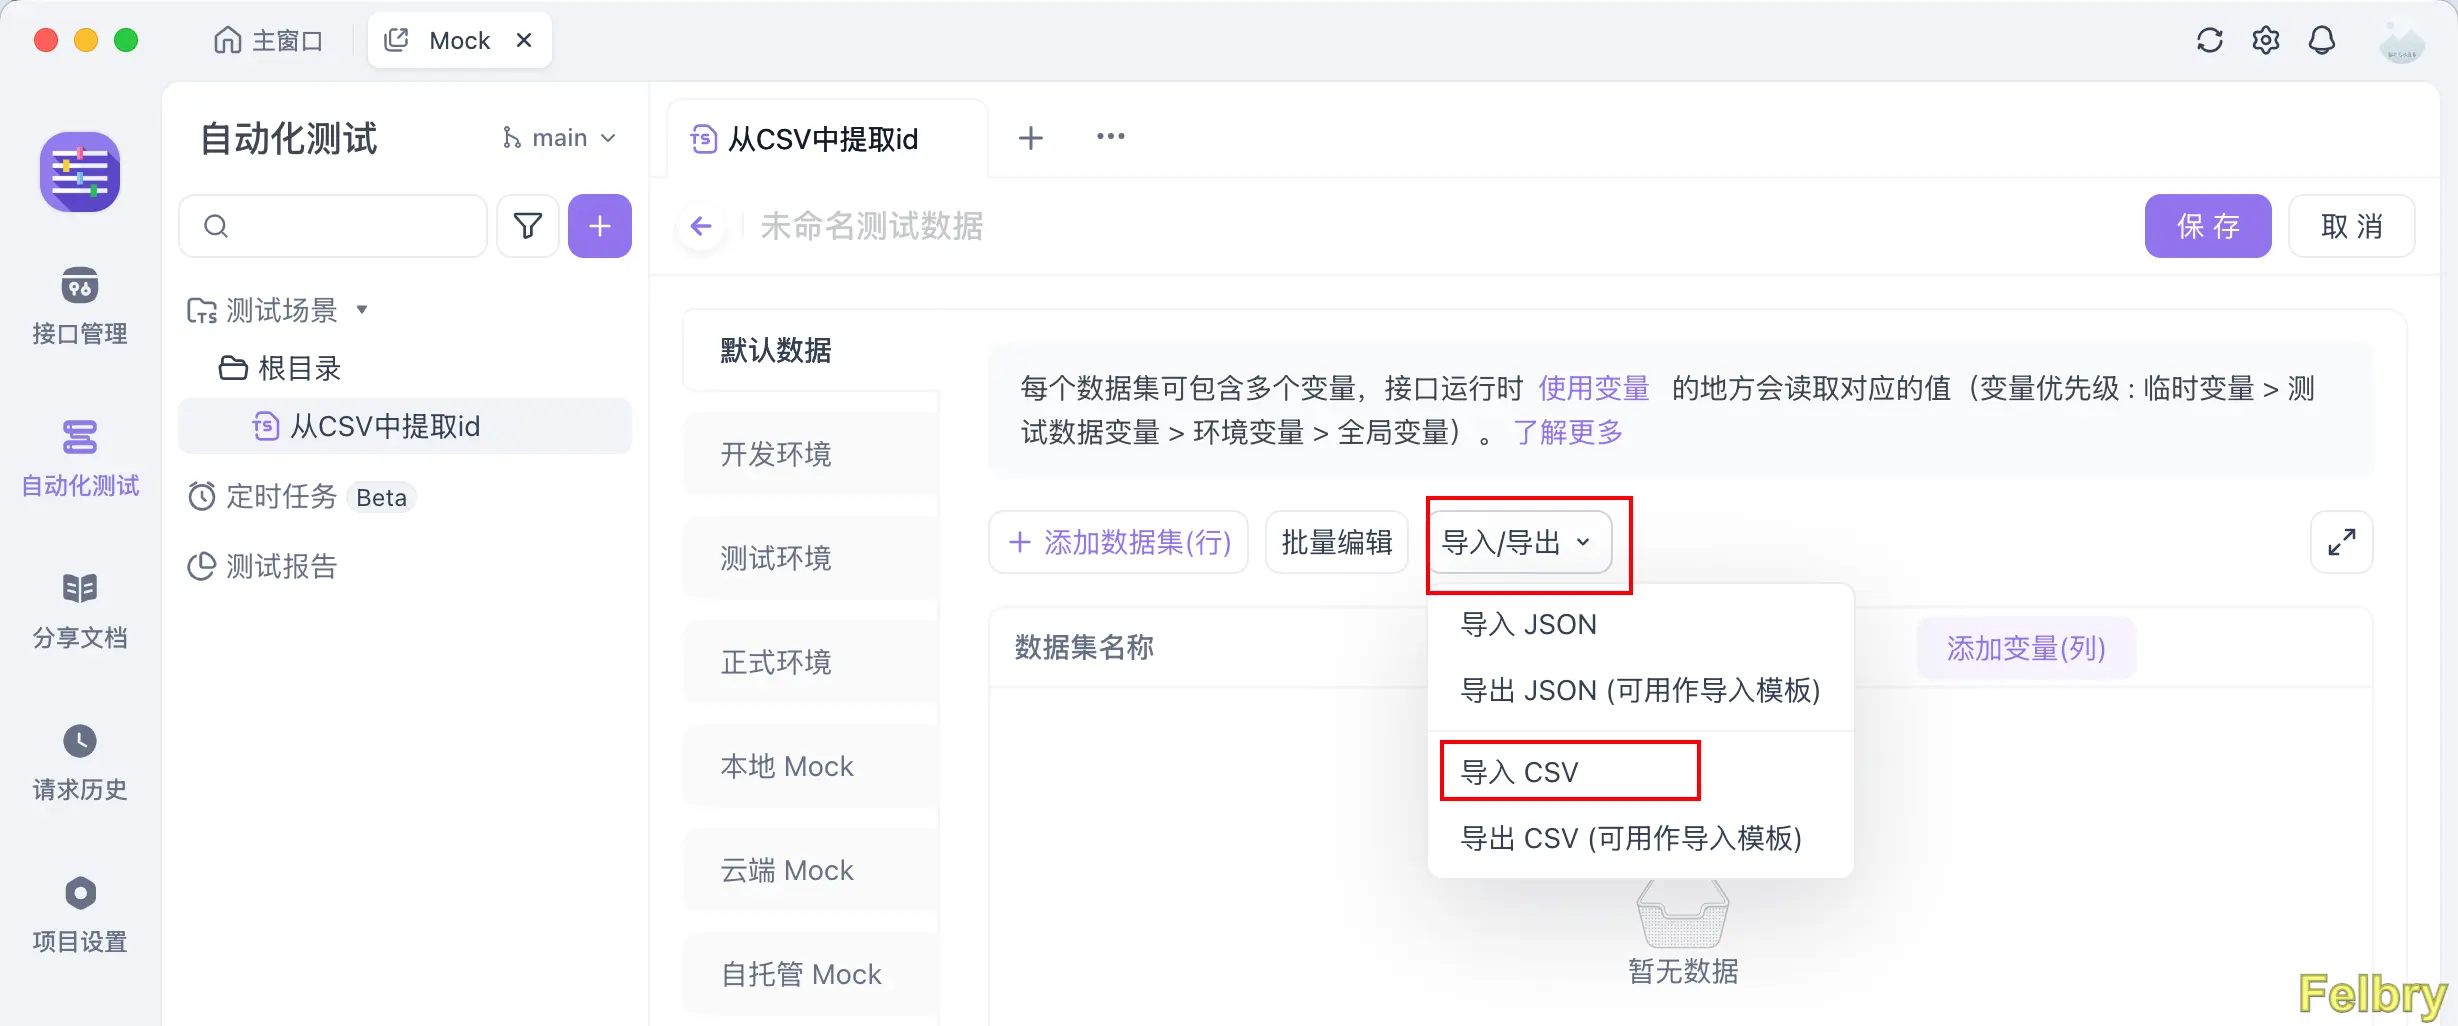 主窗口
Mock
自动化测试
main
从CSV中提取id
未命名测试数据
保存
取消
接口管理
自动化测试
分享文档
请求历史
项目设置
测试场景
根目录
从CSV中提取id
定时任务 Beta
测试报告
默认数据
开发环境
测试环境
正式环境
本地 Mock
云端 Mock
自托管 Mock
每个数据集可包含多个变量，接口运行时 使用变量 的地方会读取对应的值（变量优先级：临时变量 > 测
试数据变量 > 环境变量 > 全局变量）。 了解更多
添加数据集(行)
批量编辑
导入/导出
数据集名称
添加变量(列)
导入 JSON
导出 JSON (可用作导入模板)
导入 CSV
导出 CSV (可用作导入模板)
暂无数据
Felbry